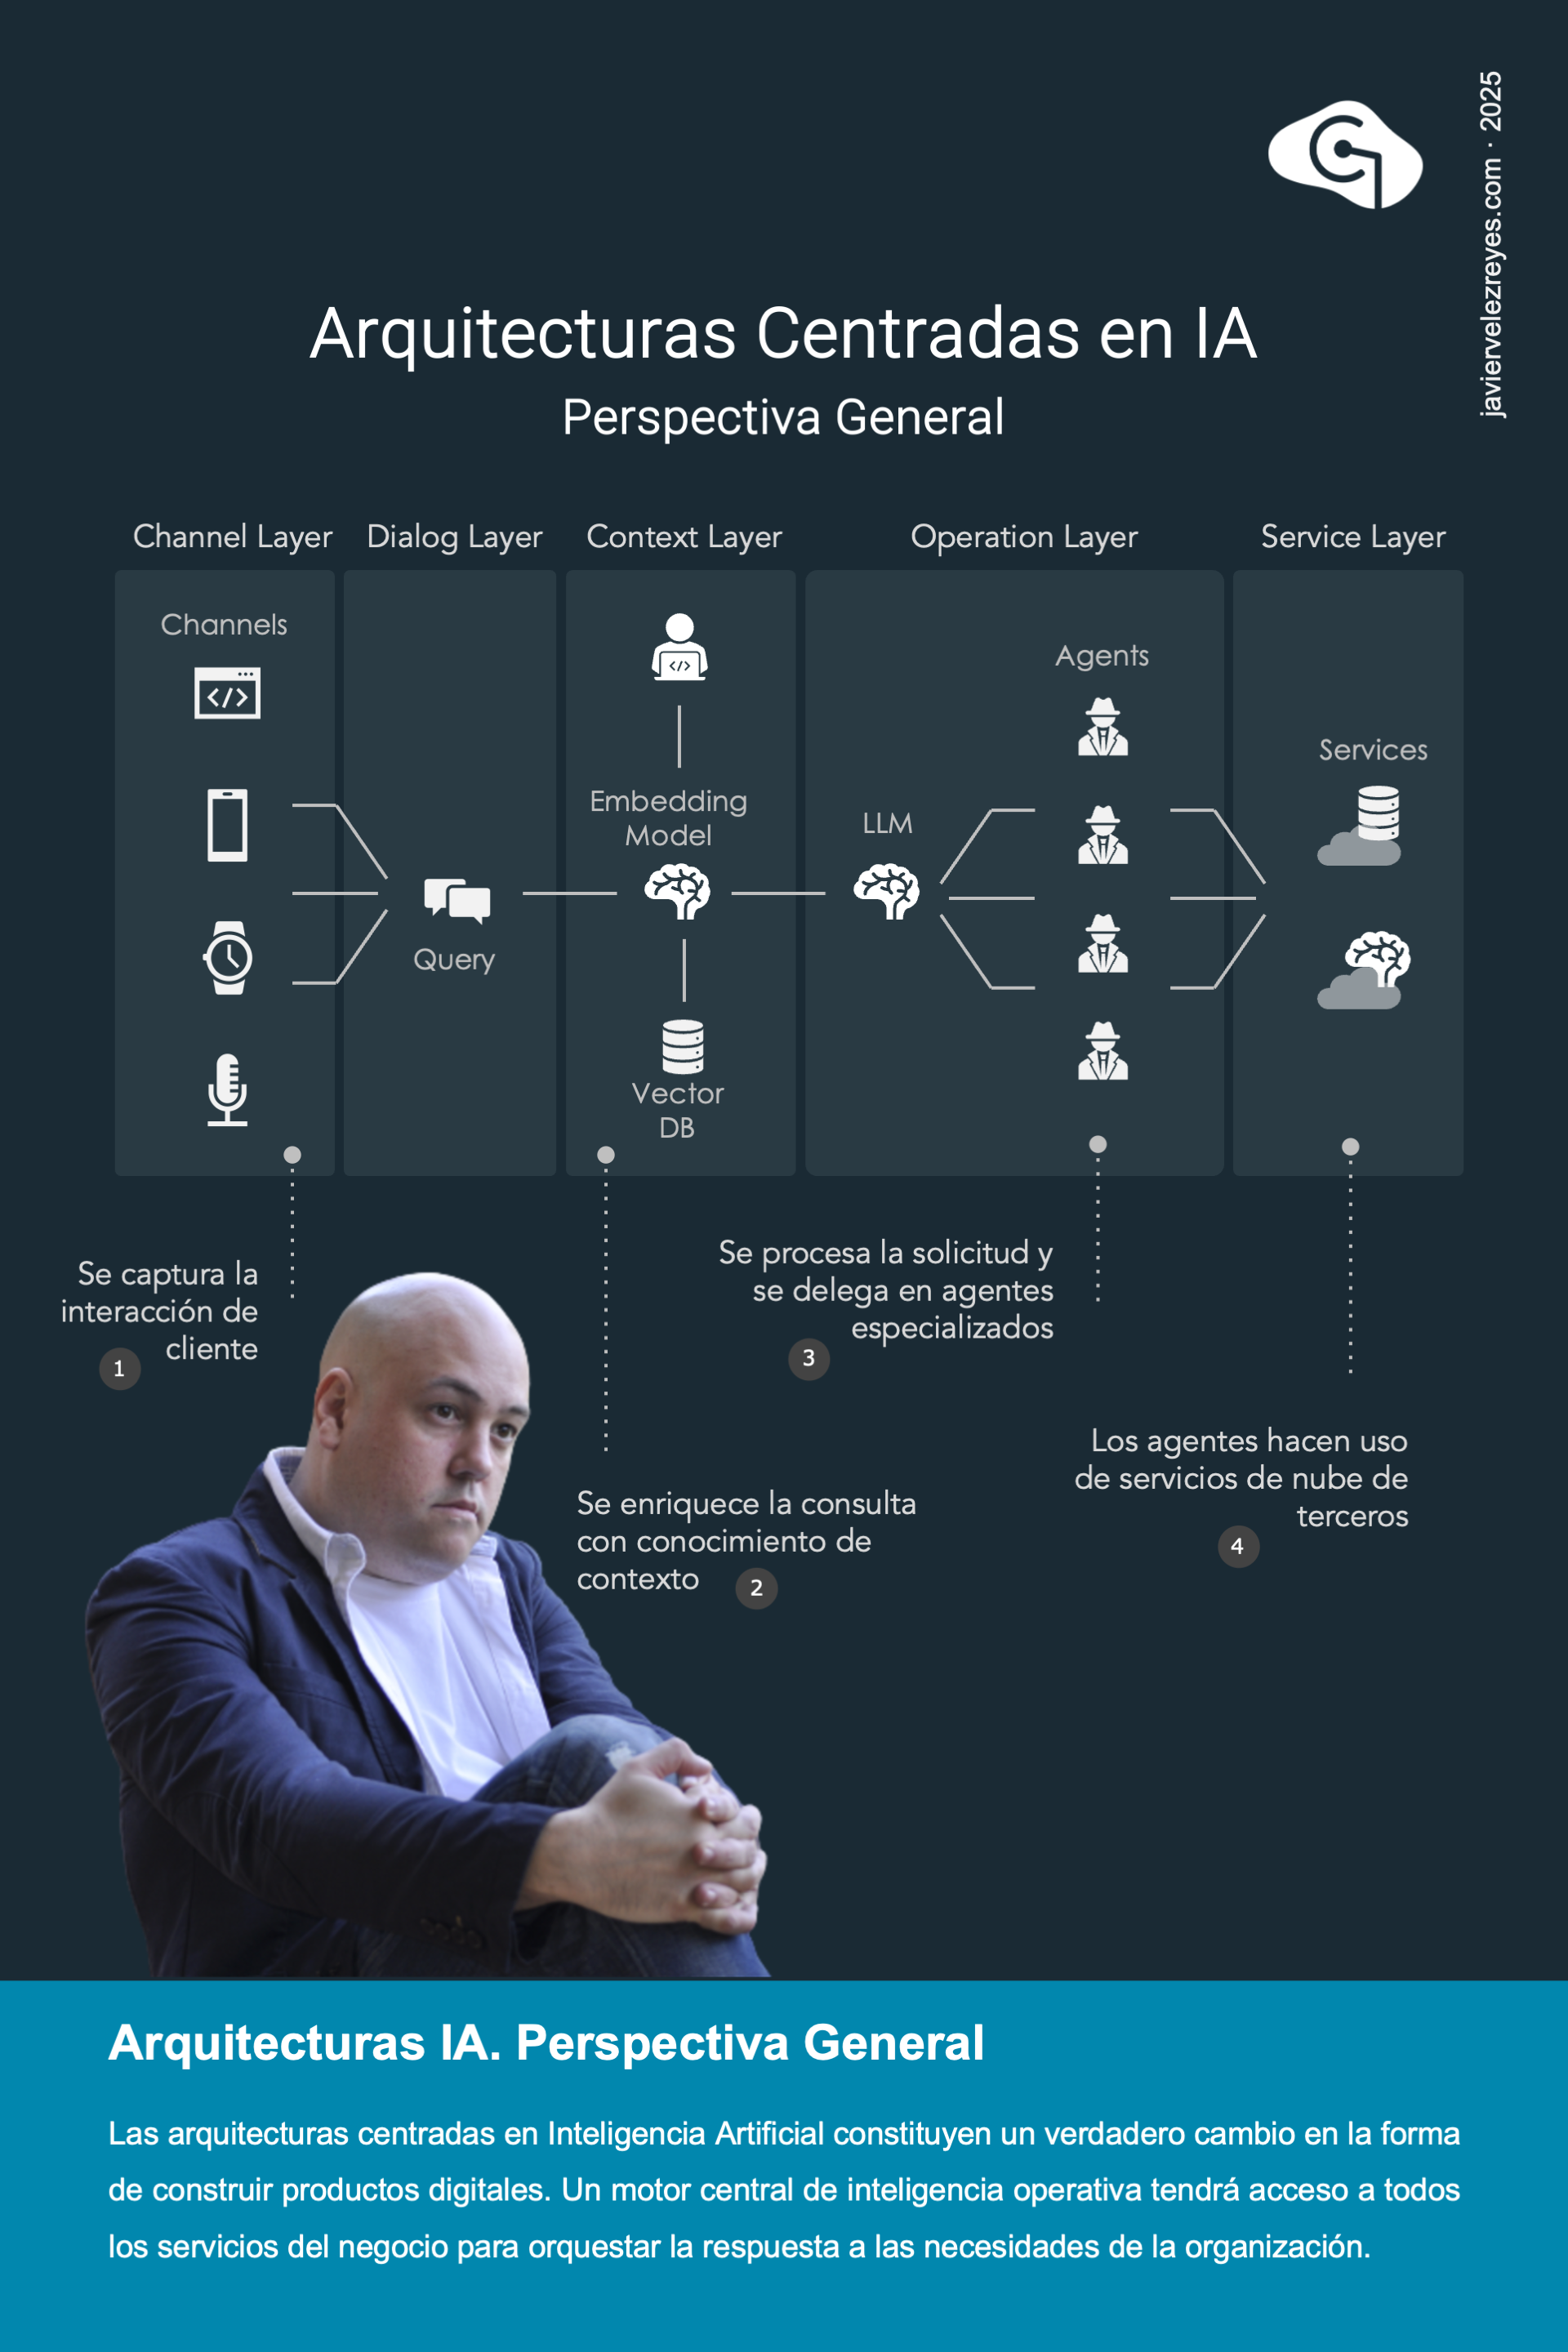 javiervelezreyes.com · 2025
Arquitecturas Centradas en IA
Perspectiva General
Channel Layer
Dialog Layer
Context Layer
Operation Layer
Service Layer
Channels
Query
Embedding
Model
Vector
DB
LLM
Agents
Services
Se captura la
interacción de
cliente
1
Se enriquece la consulta
con conocimiento de
contexto
2
Se procesa la solicitud y
se delega en agentes
especializados
3
Los agentes hacen uso
de servicios de nube de
terceros
4
Arquitecturas IA. Perspectiva General
Las arquitecturas centradas en Inteligencia Artificial constituyen un verdadero cambio en la forma
de construir productos digitales. Un motor central de inteligencia operativa tendrá acceso a todos
los servicios del negocio para orquestar la respuesta a las necesidades de la organización.